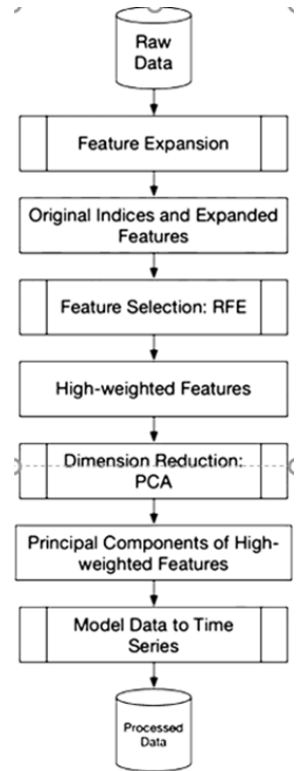 Raw
Data
Feature Expansion
Original Indices and Expanded
Features
Feature Selection: RFE
High-weighted Features
Dimension Reduction:
PCA
Principal Components of High-
weighted Features
Model Data to Time
Series
Processed
Data